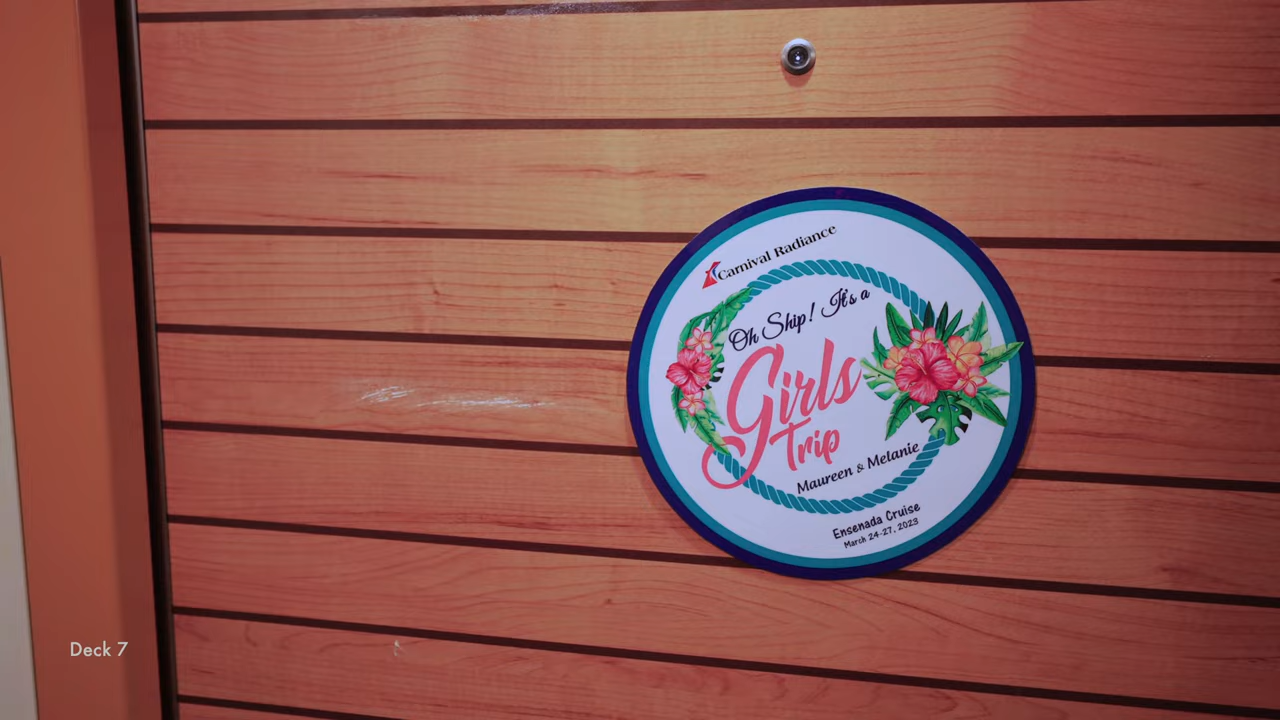 Carnival Radiance
Oh Ship! It's a
Girls
Trip
Maureen & Melanie
Ensenada Cruise
March 24-27, 2023
Deck 7